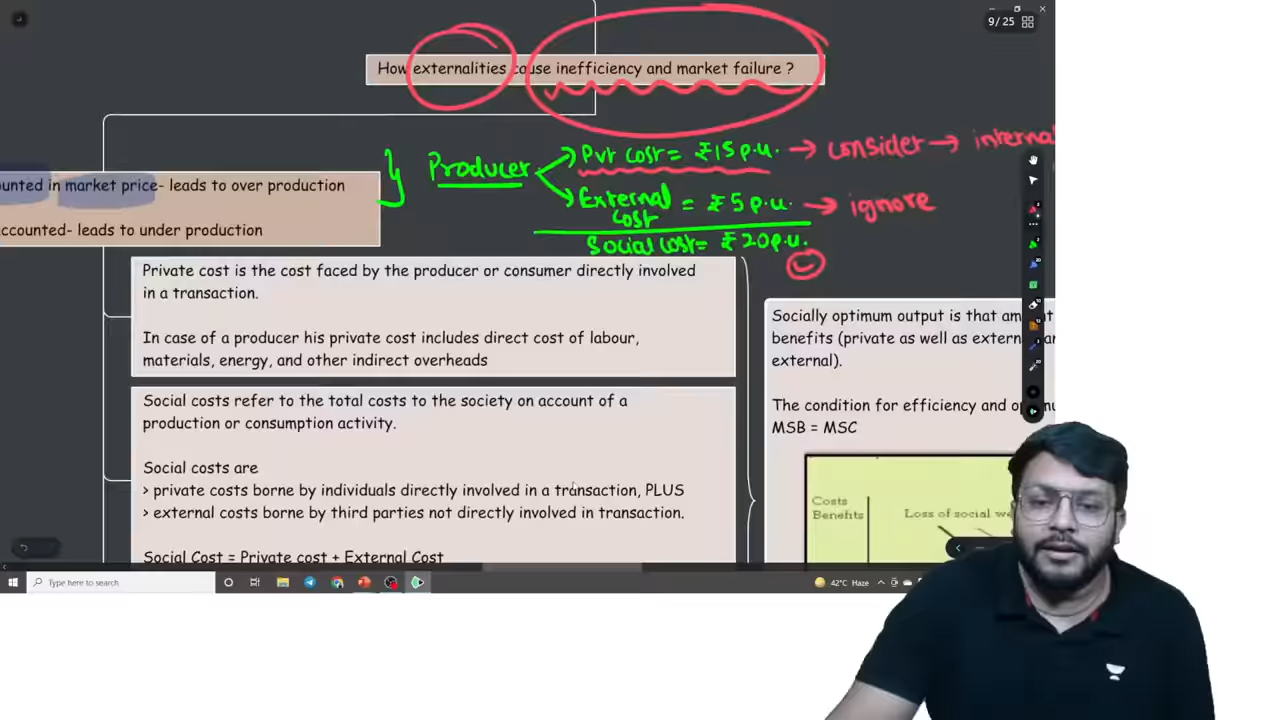 9/25
How externalities cause inefficiency and market failure ?
Producer
Pvt cost = ₹15 p.u. → consider → internal
External cost = ₹5 p.u. → ignore
Social cost = ₹20 p.u.
ounted in market price- leads to over production
ccounted- leads to under production
Private cost is the cost faced by the producer or consumer directly involved
in a transaction.
In case of a producer his private cost includes direct cost of labour,
materials, energy, and other indirect overheads
Social costs refer to the total costs to the society on account of a
production or consumption activity.
Social costs are
> private costs borne by individuals directly involved in a transaction, PLUS
> external costs borne by third parties not directly involved in transaction.
Social Cost = Private cost + External Cost
Socially optimum output is that am
benefits (private as well as extern
external).
The condition for efficiency and op
MSB = MSC
Costs
Benefits
Loss of social we
Type here to search
42°C Haze